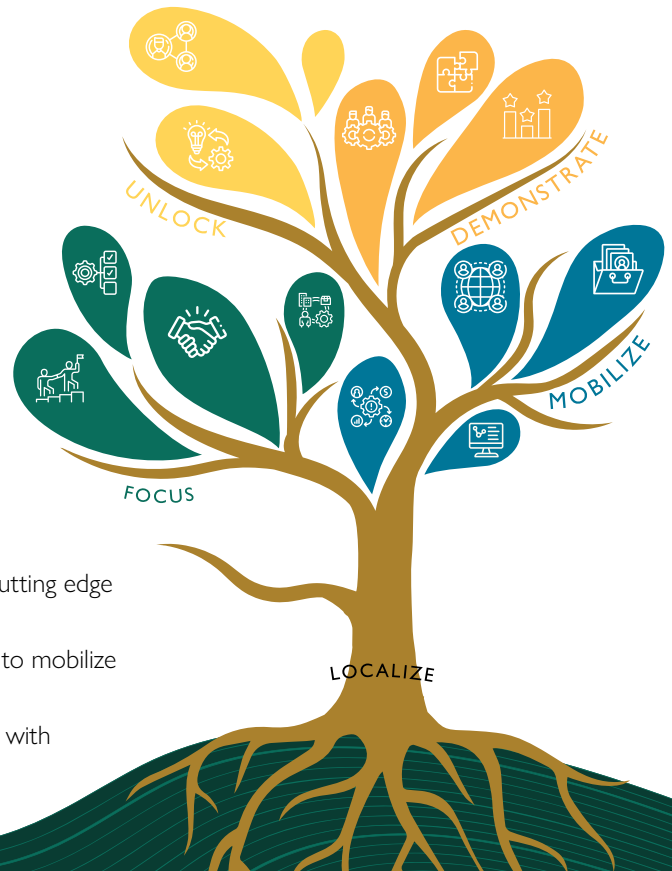 UNLOCK
DEMONSTRATE
MOBILIZE
FOCUS
utting edge
to mobilize
LOCALIZE
with